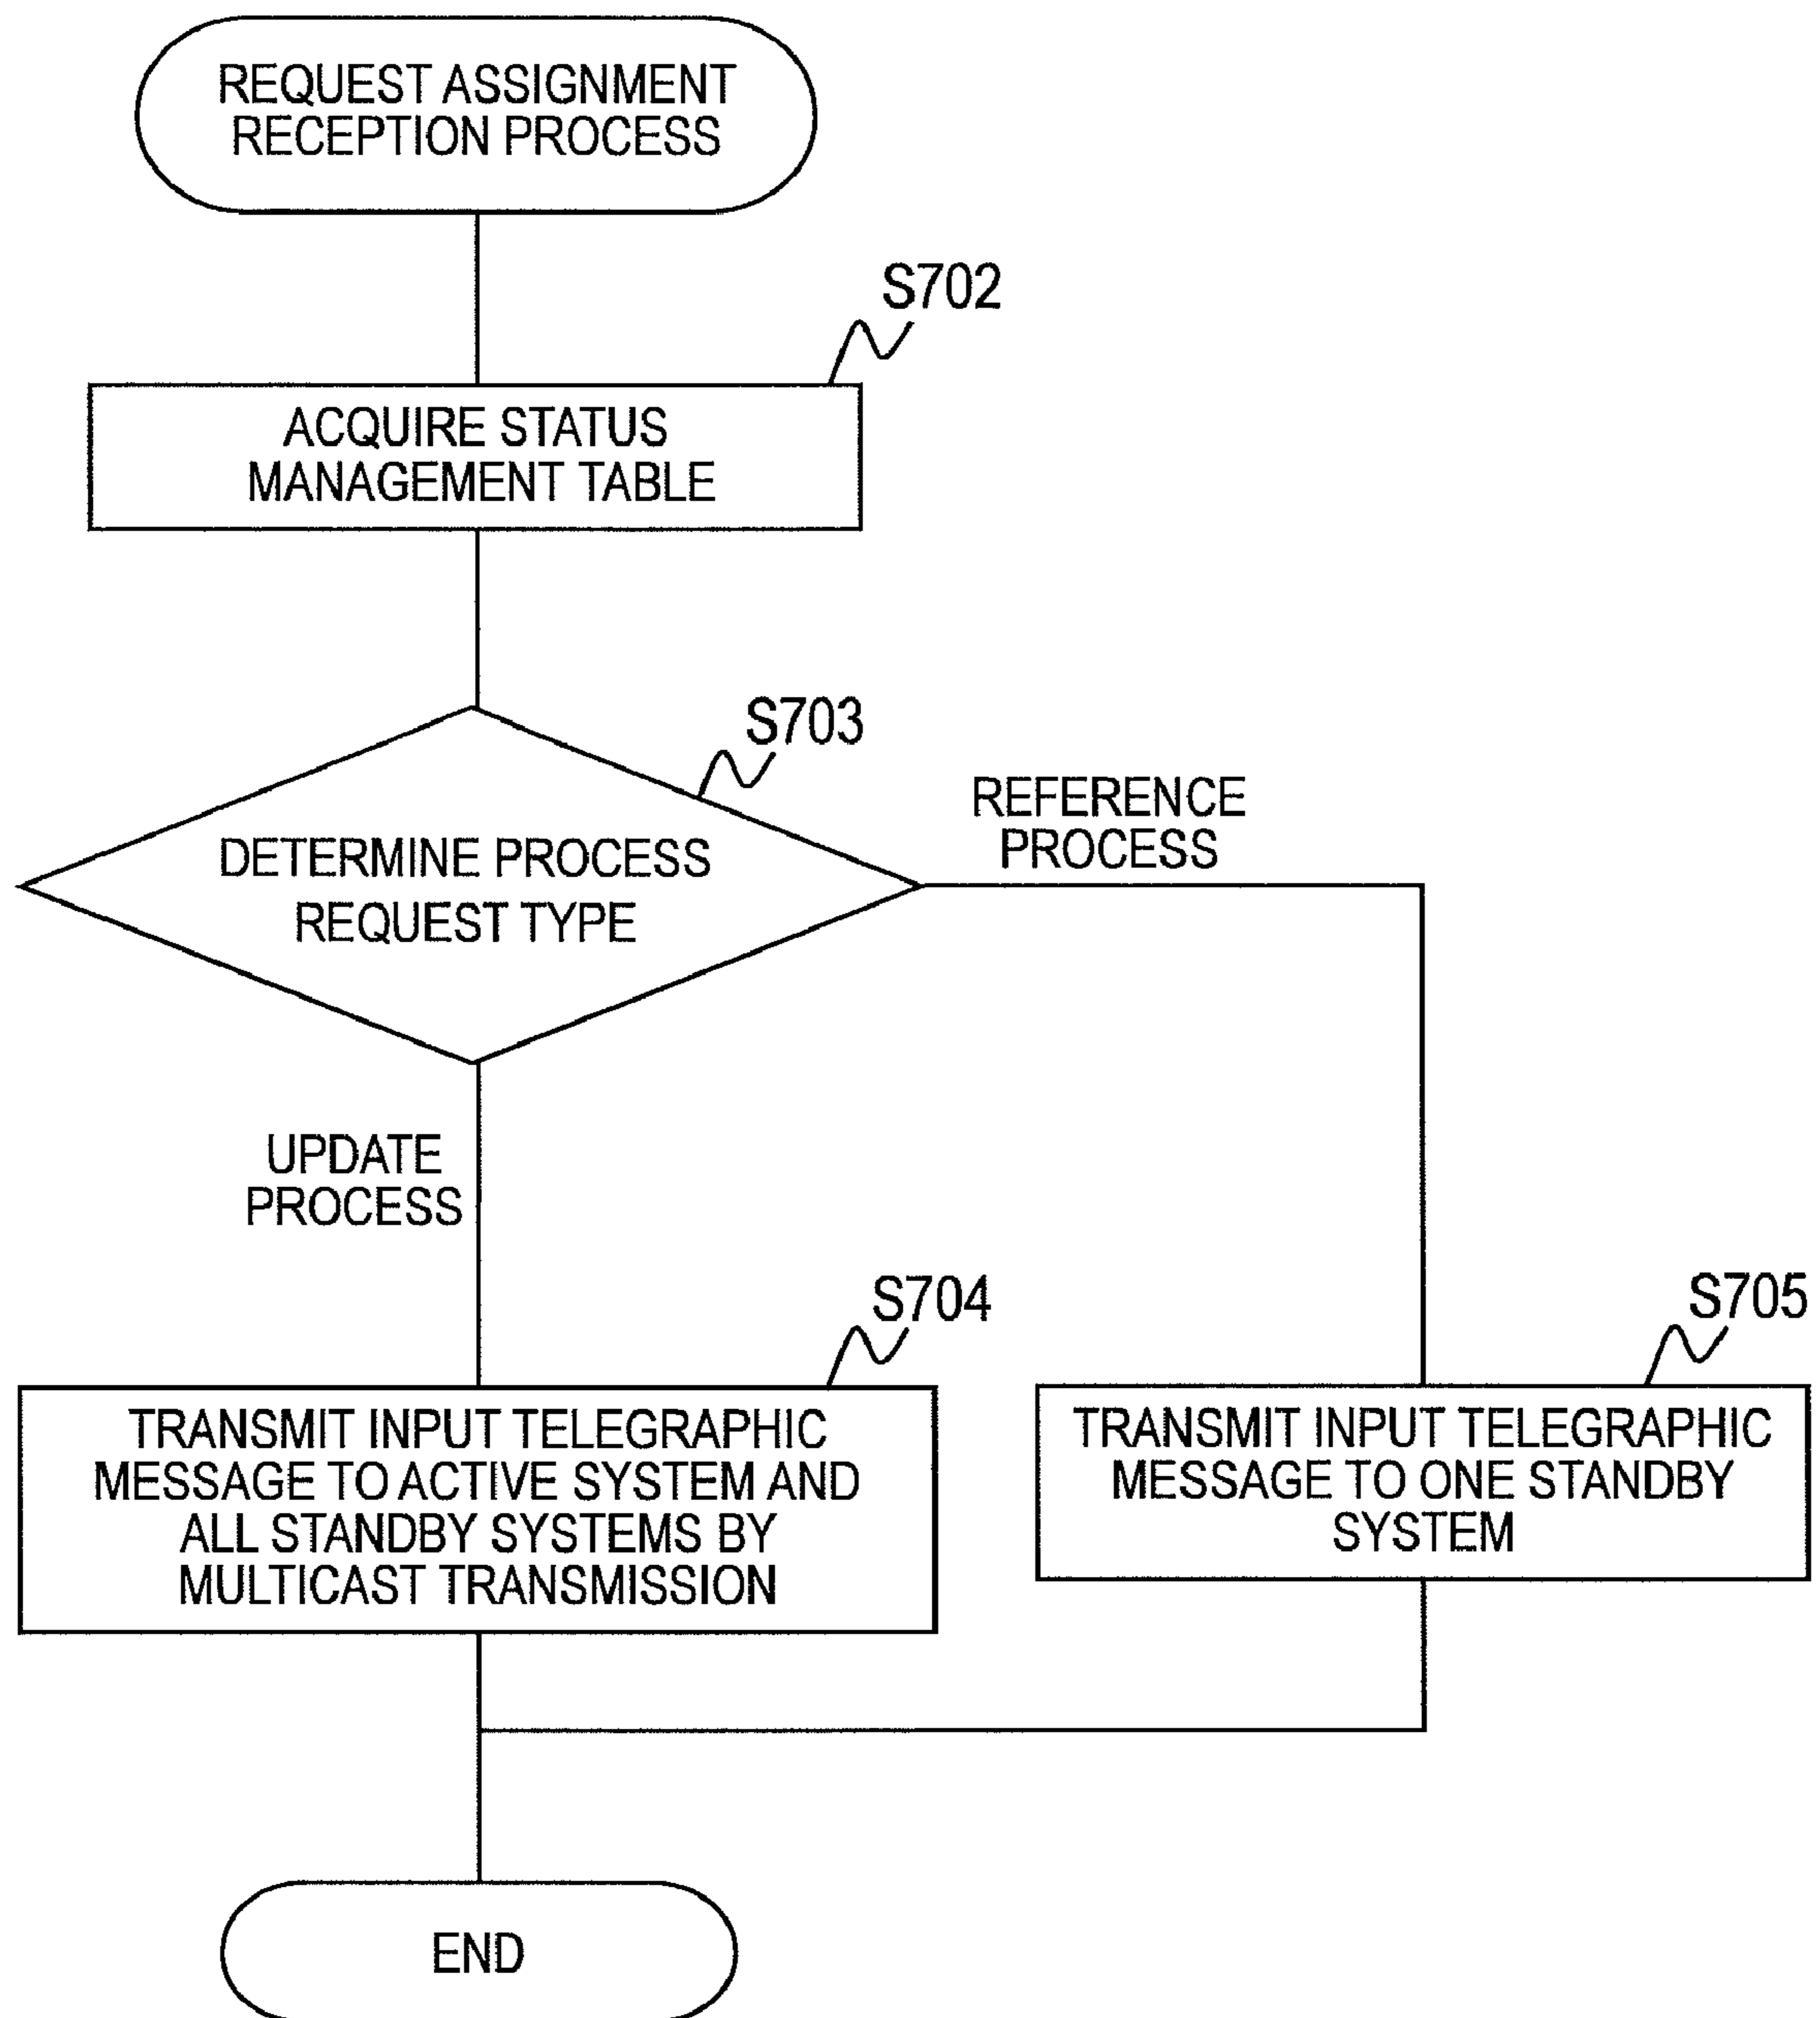 REQUEST ASSIGNMENT
RECEPTION PROCESS
S702
ACQUIRE STATUS
MANAGEMENT TABLE
S703
DETERMINE PROCESS
REQUEST TYPE
REFERENCE
PROCESS
UPDATE
PROCESS
S704
TRANSMIT INPUT TELEGRAPHIC
MESSAGE TO ACTIVE SYSTEM AND
ALL STANDBY SYSTEMS BY
MULTICAST TRANSMISSION
S705
TRANSMIT INPUT TELEGRAPHIC
MESSAGE TO ONE STANDBY
SYSTEM
END